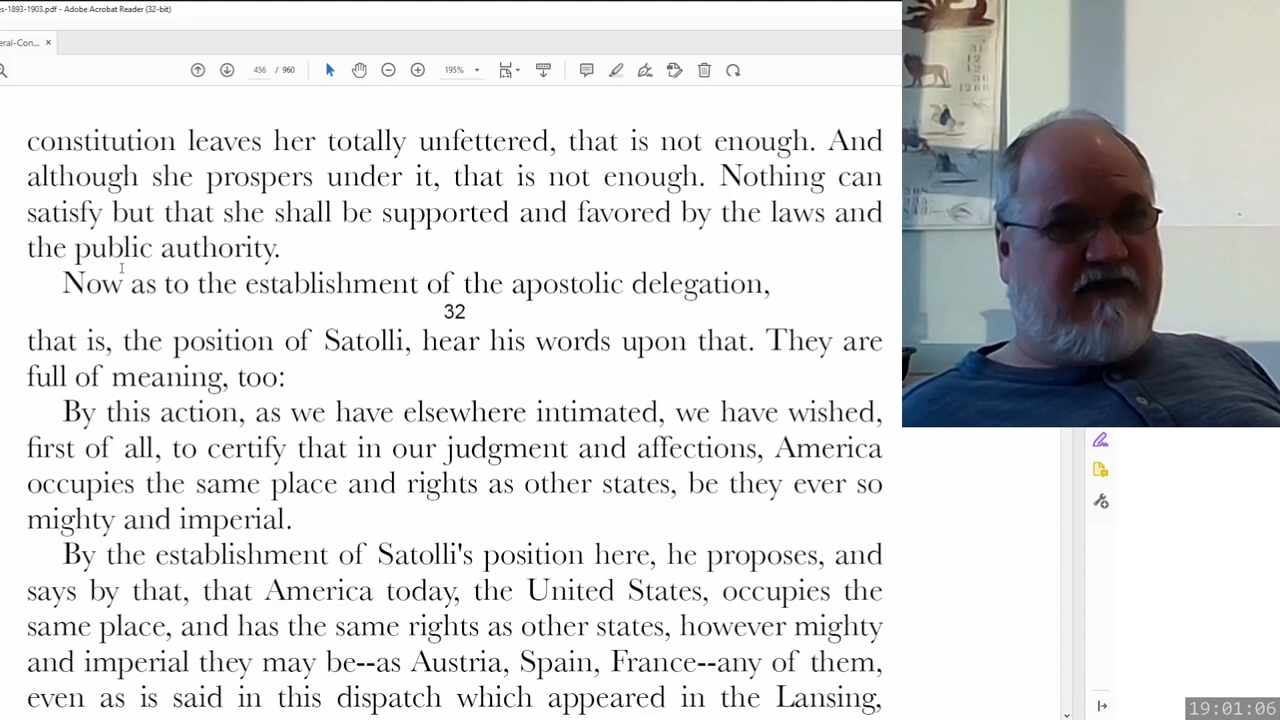 es-1893-1903.pdf - Adobe Acrobat Reader (32-bit)
eral-Con... ×
456 / 960
195%
constitution leaves her totally unfettered, that is not enough. And
although she prospers under it, that is not enough. Nothing can
satisfy but that she shall be supported and favored by the laws and
the public authority.
Now as to the establishment of the apostolic delegation,
32
that is, the position of Satolli, hear his words upon that. They are
full of meaning, too:
By this action, as we have elsewhere intimated, we have wished,
first of all, to certify that in our judgment and affections, America
occupies the same place and rights as other states, be they ever so
mighty and imperial.
By the establishment of Satolli's position here, he proposes, and
says by that, that America today, the United States, occupies the
same place, and has the same rights as other states, however mighty
and imperial they may be--as Austria, Spain, France--any of them,
even as is said in this dispatch which appeared in the Lansing,
19:01:06